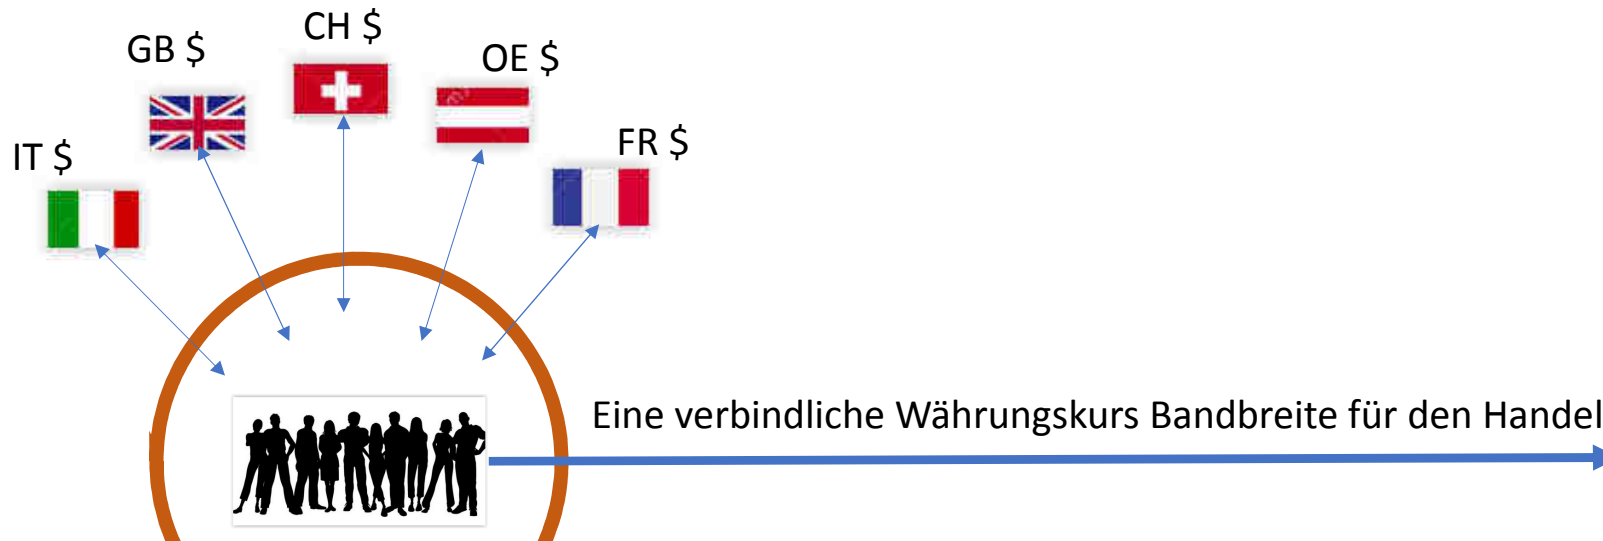 CH $
GB $
OE $
FR $
IT $
Eine verbindliche Währungskurs Bandbreite für den Handel